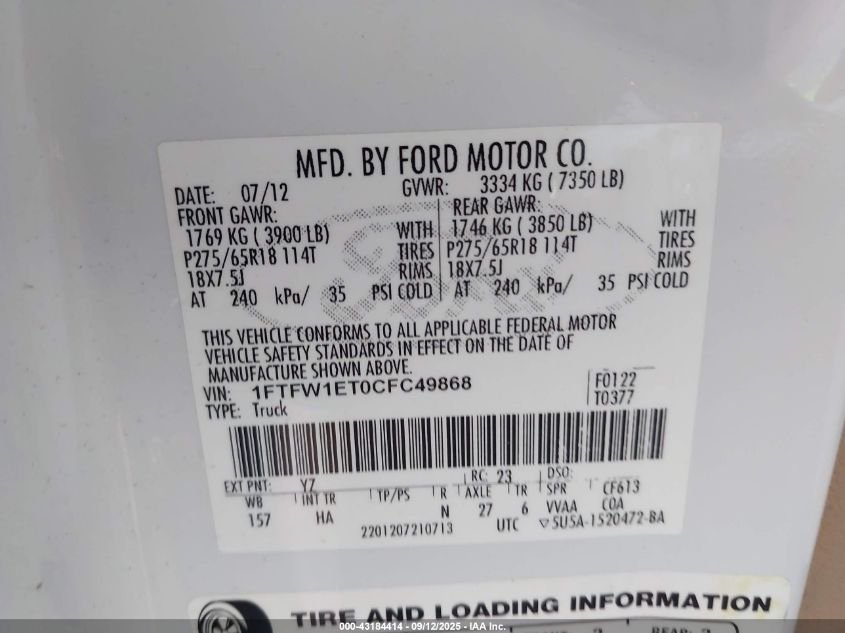 MFD. BY FORD MOTOR CO.
DATE: 07/12 GVWR: 3334 KG ( 7350 LB)
FRONT GAWR: REAR GAWR:
1769 KG ( 3900 LB) WITH 1746 KG ( 3850 LB) WITH
P275/65R18 114T TIRES P275/65R18 114T TIRES
18X7.5J RIMS 18X7.5J RIMS
AT 240 kPa/ 35 PSI COLD AT 240 kPa/ 35 PSI COLD
THIS VEHICLE CONFORMS TO ALL APPLICABLE FEDERAL MOTOR
VEHICLE SAFETY STANDARDS IN EFFECT ON THE DATE OF
MANUFACTURE SHOWN ABOVE.
VIN: 1FTFW1ET0CFC49868 F0122
TYPE: Truck T0377
EXT PNT: YZ RC: 23 DSO:
WB INT TR TP/PS R AXLE TR SPR CF613
157 HA N 27 6 VVAA COA
2201207210713 UTC ▽SU5A-1520472-BA
TIRE AND LOADING INFORMATION
000-43184414 - 09/12/2025 - IAA Inc.